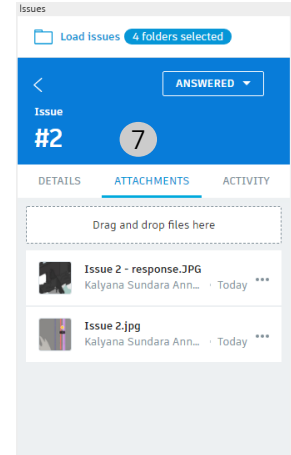 Issues
Load issues 4 folders selected
ANSWERED
Issue
#2
7
DETAILS ATTACHMENTS ACTIVITY
Drag and drop files here
Issue 2 - response.JPG
Kalyana Sundara Ann... · Today
Issue 2.jpg
Kalyana Sundara Ann... · Today